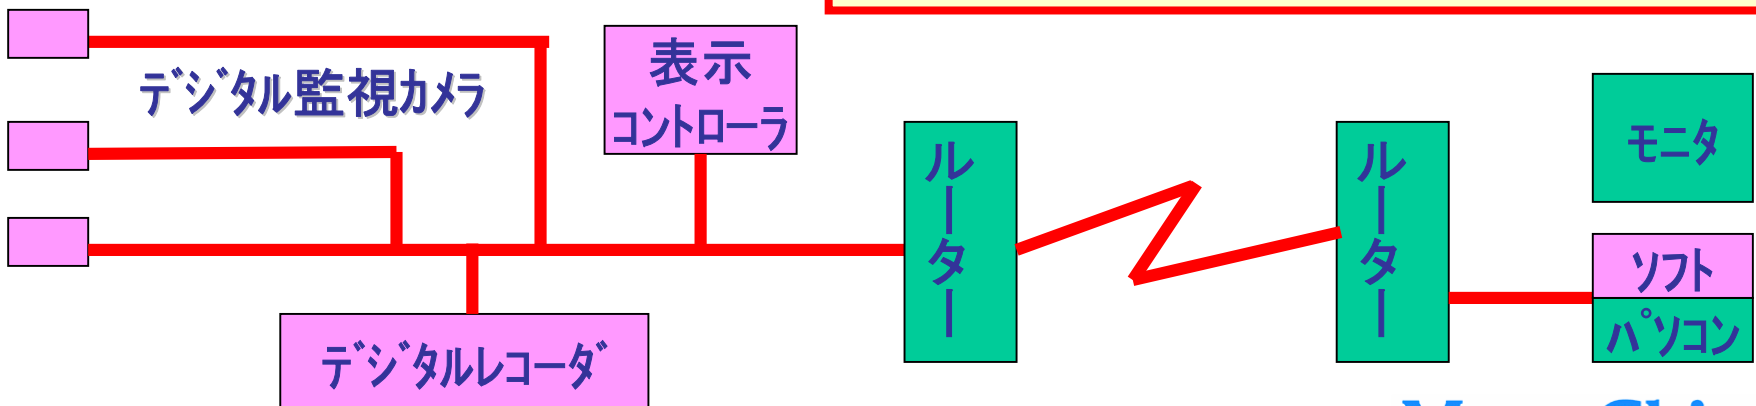 デジタル監視カメラ
表示
コントローラ
ルーター
ルーター
モニタ
ソフト
パソコン
デジタルレコーダ